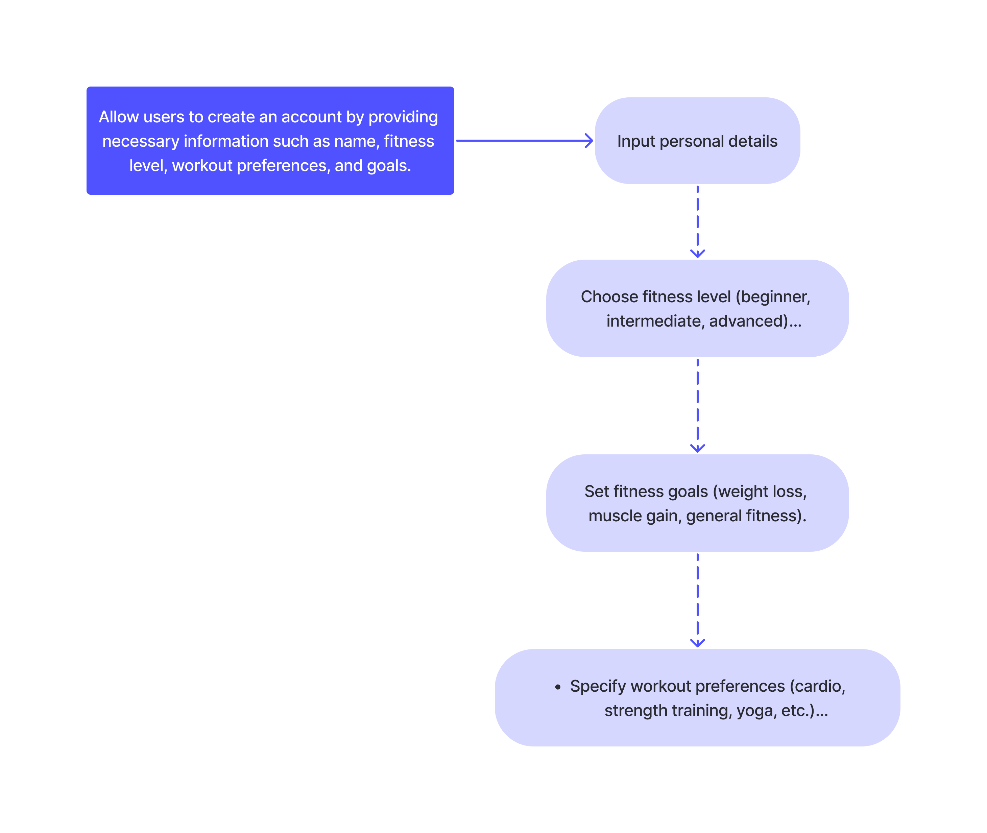 Allow users to create an account by providing
necessary information such as name, fitness
level, workout preferences, and goals.
Input personal details
Choose fitness level (beginner,
intermediate, advanced)...
Set fitness goals (weight loss,
muscle gain, general fitness).
• Specify workout preferences (cardio,
strength training, yoga, etc.)...